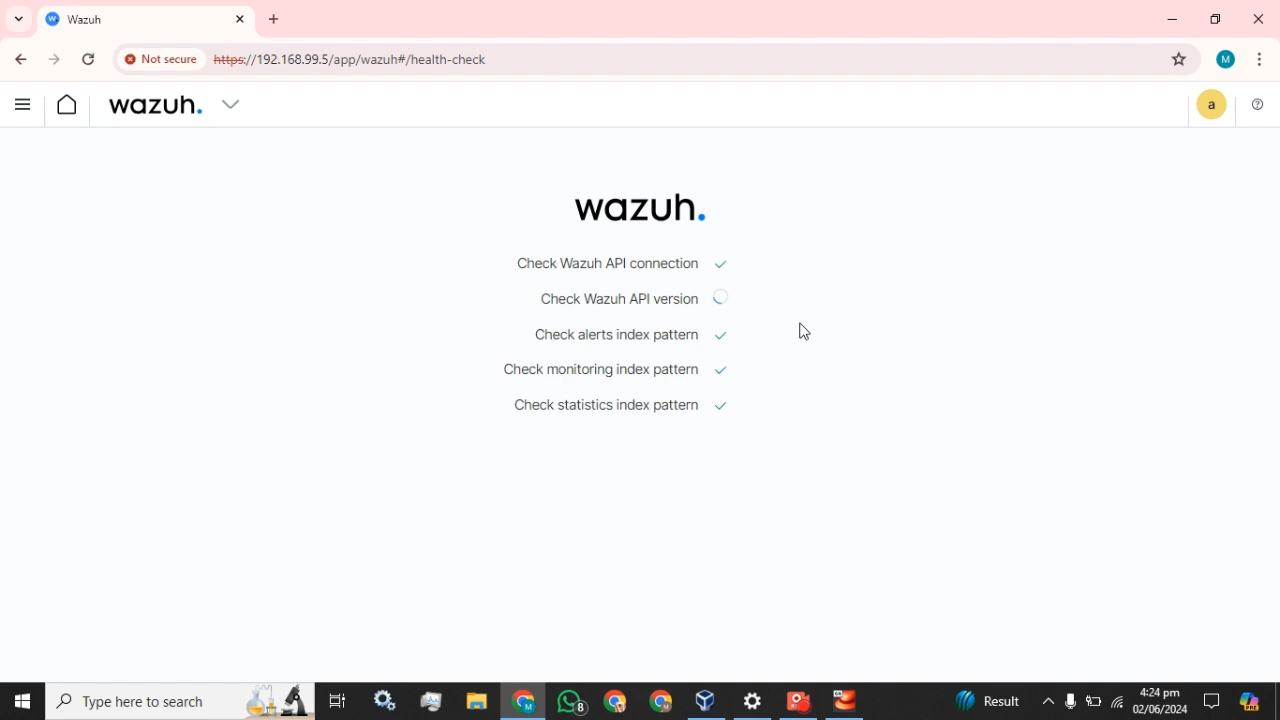 Wazuh
Not secure https://192.168.99.5/app/wazuh#/health-check M
wazuh. a
wazuh.
Check Wazuh API connection
Check Wazuh API version
Check alerts index pattern
Check monitoring index pattern
Check statistics index pattern
Type here to search 8 Result 4:24 pm
02/06/2024